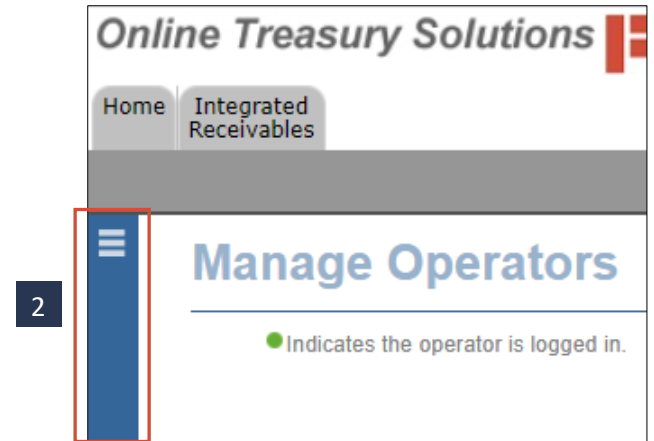 Online Treasury Solutions
Home
Integrated
Receivables
Manage Operators
2
Indicates the operator is logged in.